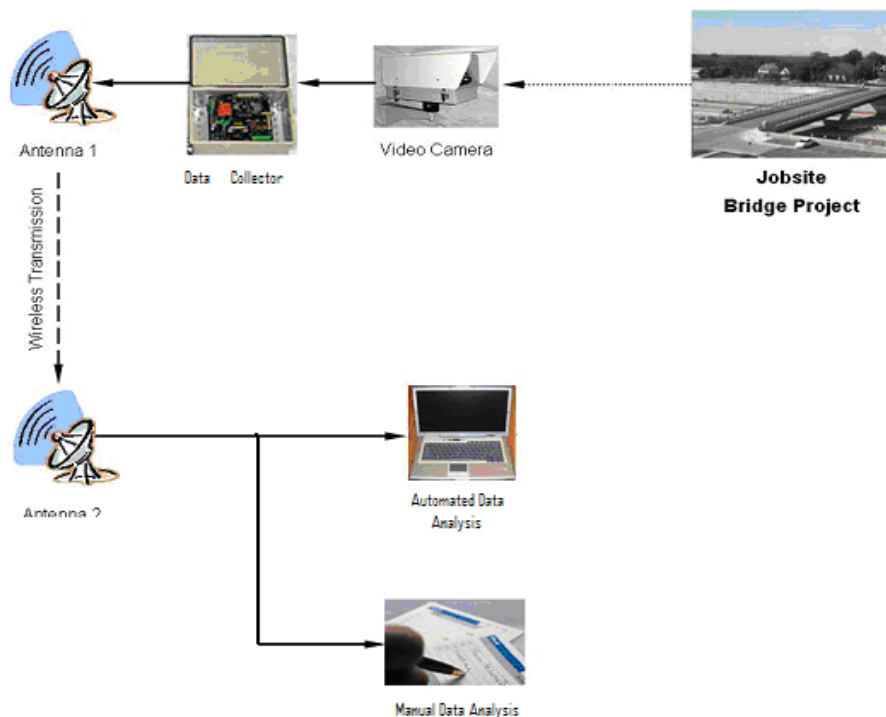 Antenna 1
Data Collector
Video Camera
Jobsite
Bridge Project
Wireless Transmission
Antenna 2
Automated Data
Analysis
Manual Data Analysis